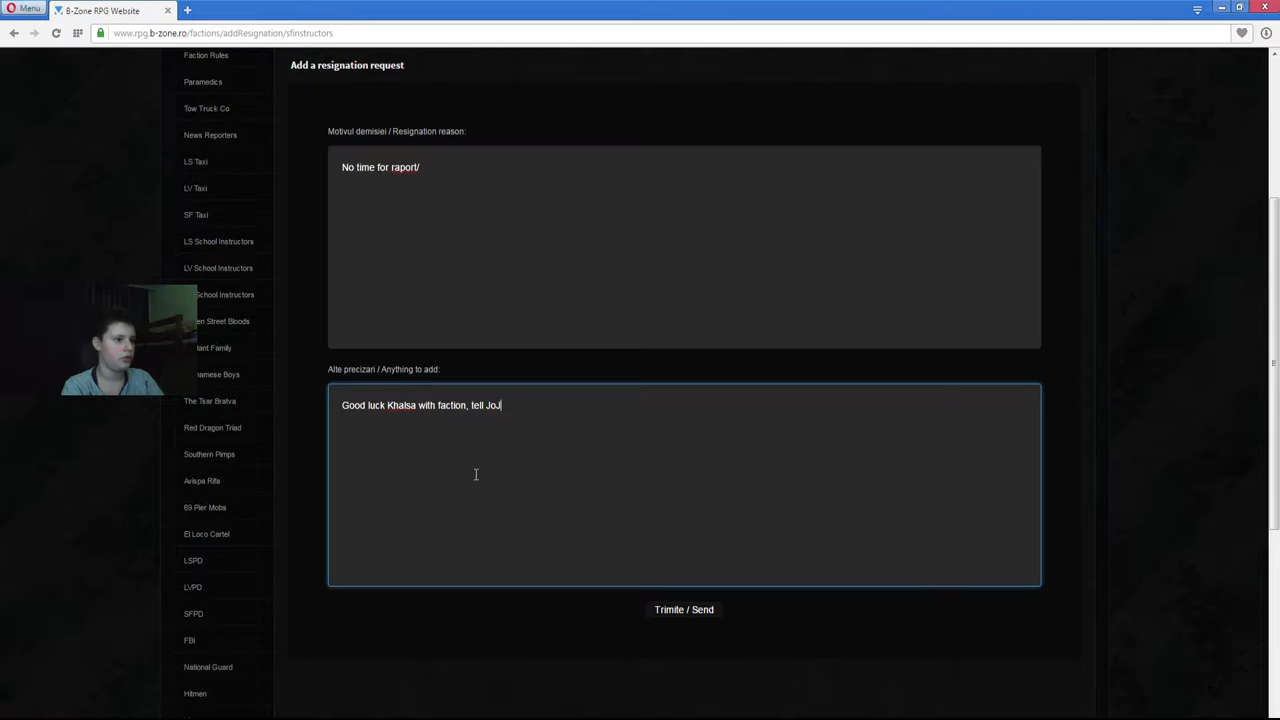 Menu
B-Zone RPG Website
www.rpg.b-zone.ro/factions/addResignation/sfinstructors
Faction Rules
Paramedics
Tow Truck Co
News Reporters
LS Taxi
LV Taxi
SF Taxi
LS School Instructors
LV School Instructors
School Instructors
Street Bloods
Family
Boys
The Tsar Bratva
Red Dragon Triad
Southern Pimps
Avispa Rifa
69 Pier Mobs
El Loco Cartel
LSPD
LVPD
SFPD
FBI
National Guard
Hitmen
Add a resignation request
Motivul demisiei / Resignation reason:
No time for raport/
Alte precizari / Anything to add:
Good luck Khalsa with faction, tell JoJ
Trimite / Send